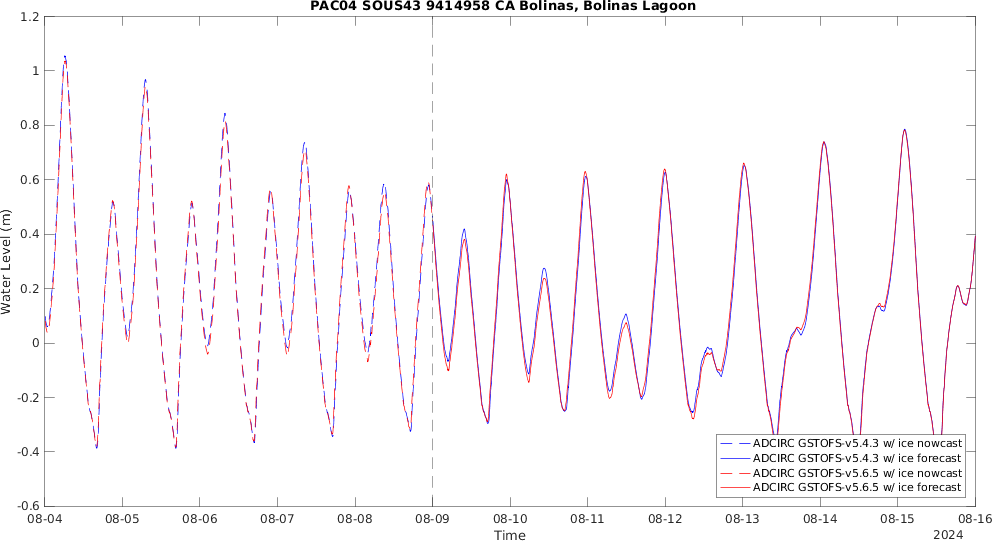 PAC04 SOUS43 9414958 CA Bolinas, Bolinas Lagoon
1.2
1
0.8
0.6
0.4
0.2
0
-0.2
-0.4
-0.6
Water Level (m)
ADCIRC GSTOFS-v5.4.3 w/ ice nowcast
ADCIRC GSTOFS-v5.4.3 w/ ice forecast
ADCIRC GSTOFS-v5.6.5 w/ ice nowcast
ADCIRC GSTOFS-v5.6.5 w/ ice forecast
08-04 08-05 08-06 08-07 08-08 08-09 08-10 08-11 08-12 08-13 08-14 08-15 08-16
Time
2024